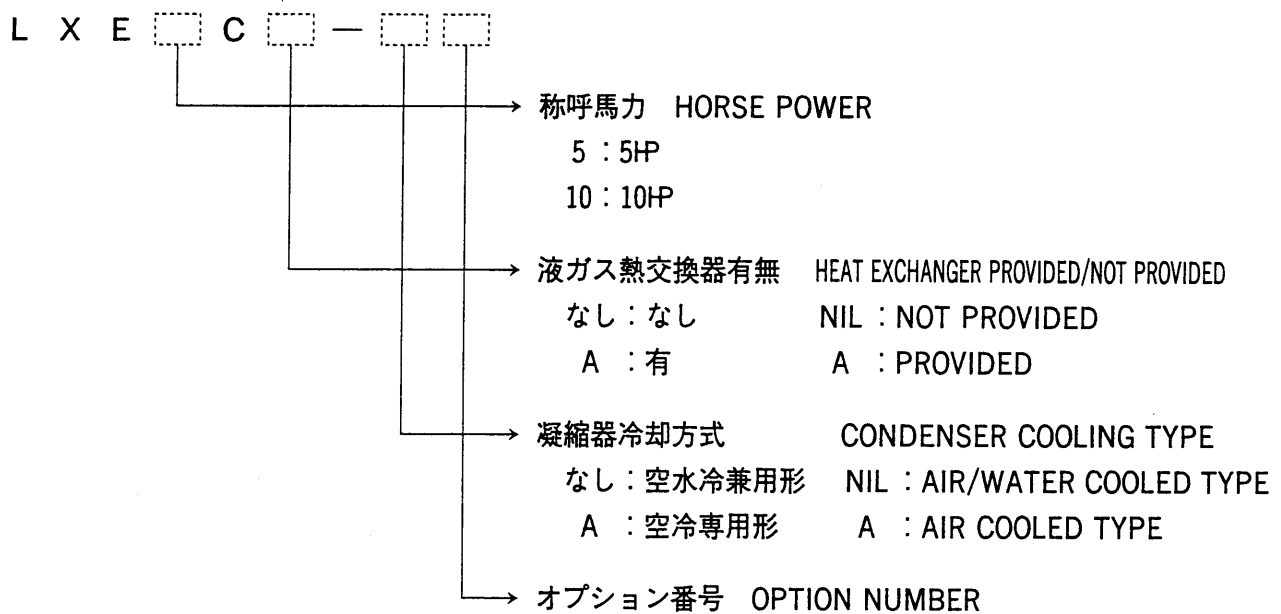 L X E C —
称呼馬力 HORSE POWER
5 : 5HP
10 : 10HP
液ガス熱交換器有無 HEAT EXCHANGER PROVIDED/NOT PROVIDED
なし : なし NIL : NOT PROVIDED
A : 有 A : PROVIDED
凝縮器冷却方式 CONDENSER COOLING TYPE
なし : 空水冷兼用形 NIL : AIR/WATER COOLED TYPE
A : 空冷専用形 A : AIR COOLED TYPE
オプション番号 OPTION NUMBER